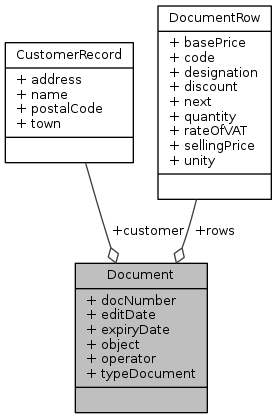 DocumentRow
+ basePrice
+ code
+ designation
+ discount
+ next
+ quantity
+ rateOfVAT
+ sellingPrice
+ unity
CustomerRecord
+ address
+ name
+ postalCode
+ town
+customer
+rows
Document
+ docNumber
+ editDate
+ expiryDate
+ object
+ operator
+ typeDocument